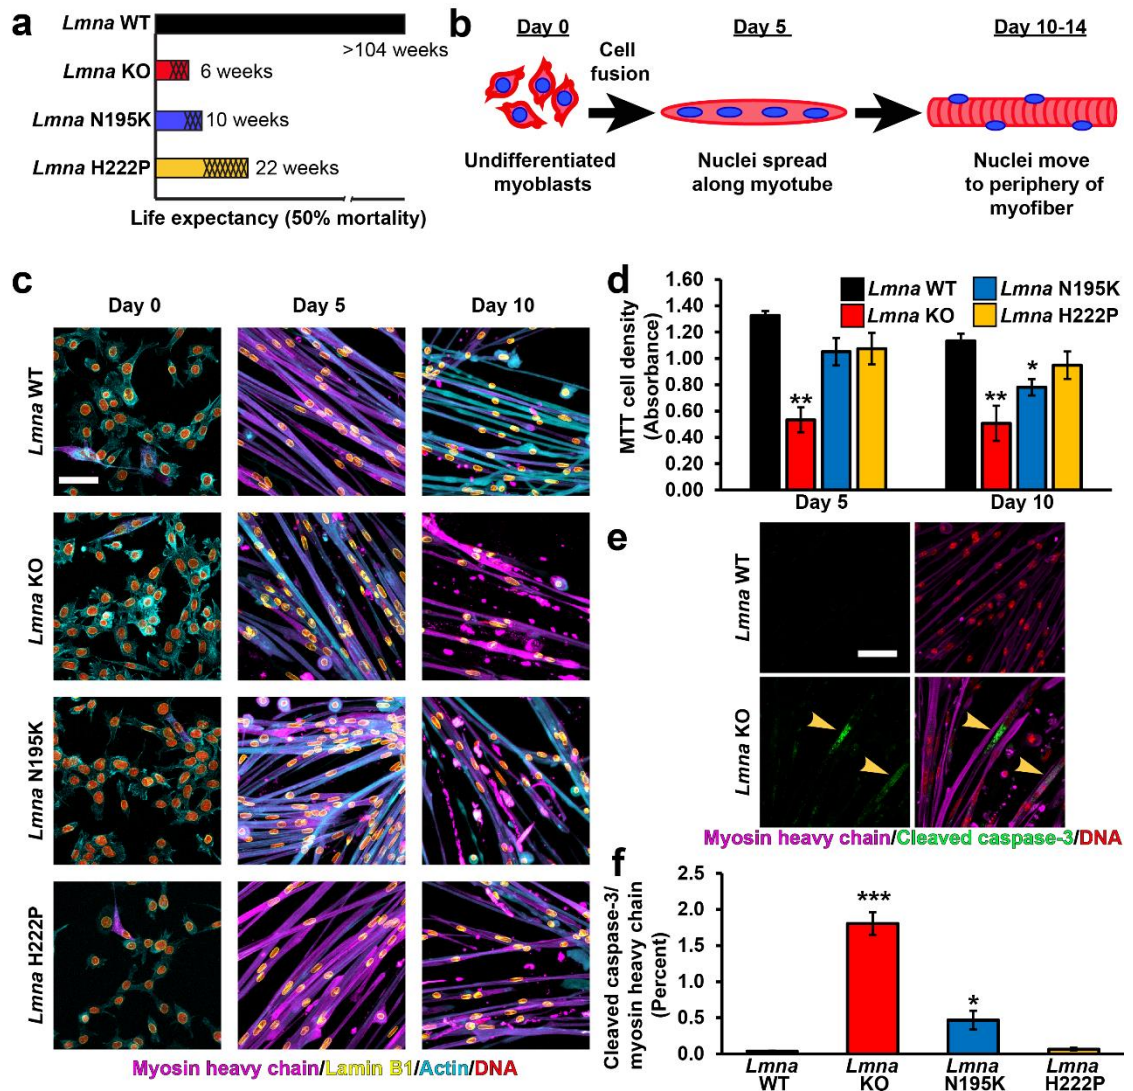 a
Lmna WT
>104 weeks
Lmna KO
6 weeks
Lmna N195K
10 weeks
Lmna H222P
22 weeks
Life expectancy (50% mortality)
b
Day 0
Day 5
Day 10-14
Cell
fusion
Undifferentiated
myoblasts
Nuclei spread
along myotube
Nuclei move
to periphery of
myofiber
c
Day 0
Day 5
Day 10
Lmna WT
Lmna KO
Lmna N195K
Lmna H222P
Myosin heavy chain/Lamin B1/Actin/DNA
d
MTT cell density
(Absorbance)
1.60
1.40
1.20
1.00
0.80
0.60
0.40
0.20
0.00
Lmna WT
Lmna N195K
Lmna KO
Lmna H222P
**
**
*
Day 5
Day 10
e
Lmna WT
Lmna KO
Myosin heavy chain/Cleaved caspase-3/DNA
f
Cleaved caspase-3/
myosin heavy chain
(Percent)
2.5
2.0
1.5
1.0
0.5
0.0
***
*
Lmna
WT
Lmna
KO
Lmna
N195K
Lmna
H222P